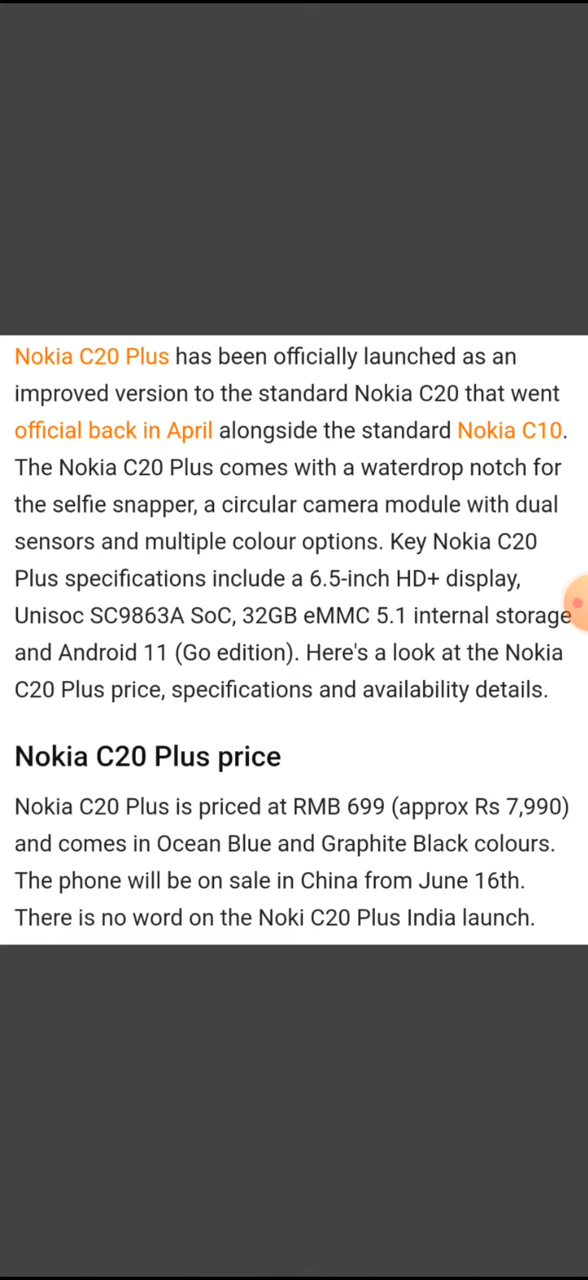 Nokia C20 Plus has been officially launched as an
improved version to the standard Nokia C20 that went
official back in April alongside the standard Nokia C10.
The Nokia C20 Plus comes with a waterdrop notch for
the selfie snapper, a circular camera module with dual
sensors and multiple colour options. Key Nokia C20
Plus specifications include a 6.5-inch HD+ display,
Unisoc SC9863A SoC, 32GB eMMC 5.1 internal storage
and Android 11 (Go edition). Here's a look at the Nokia
C20 Plus price, specifications and availability details.
Nokia C20 Plus price
Nokia C20 Plus is priced at RMB 699 (approx Rs 7,990)
and comes in Ocean Blue and Graphite Black colours.
The phone will be on sale in China from June 16th.
There is no word on the Noki C20 Plus India launch.